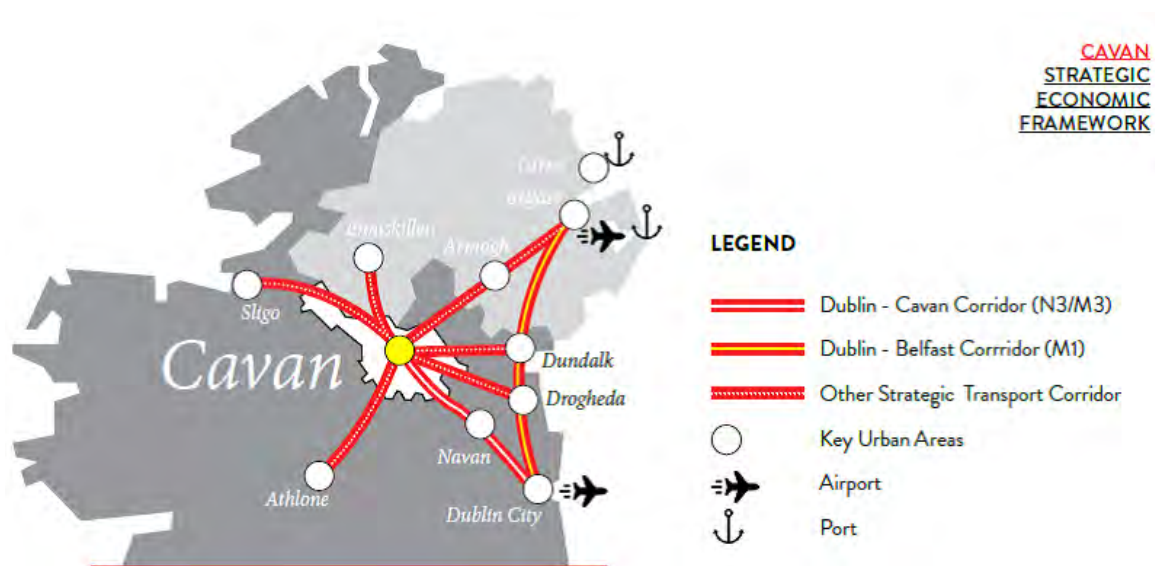 CAVAN
STRATEGIC
ECONOMIC
FRAMEWORK
Armagh
Sligo
Cavan
Dundalk
Drogheda
Navan
Athlone
Dublin City
LEGEND
Dublin - Cavan Corridor (N3/M3)
Dublin - Belfast Corrridor (M1)
Other Strategic Transport Corridor
Key Urban Areas
Airport
Port